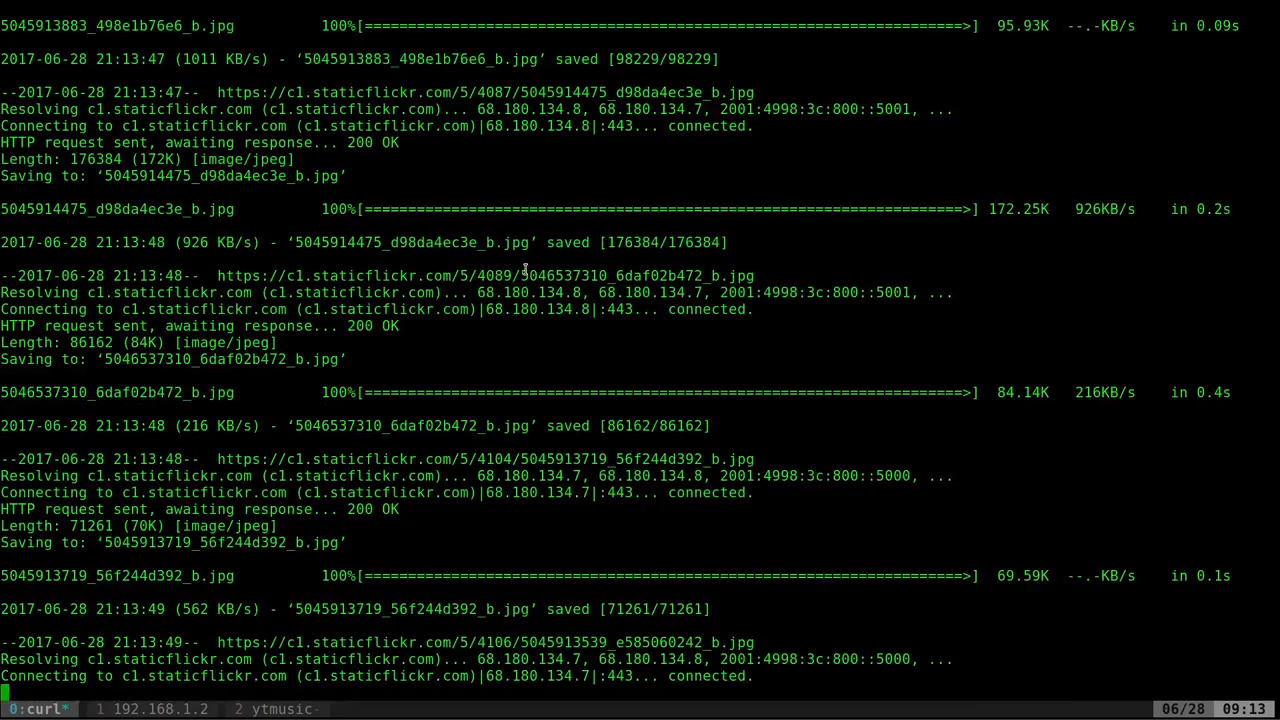 5045913883_498e1b76e6_b.jpg          100%[=====================================================================>]  95.93K  --.-KB/s    in 0.09s
2017-06-28 21:13:47 (1011 KB/s) - ‘5045913883_498e1b76e6_b.jpg’ saved [98229/98229]
--2017-06-28 21:13:47--  https://c1.staticflickr.com/5/4087/5045914475_d98da4ec3e_b.jpg
Resolving c1.staticflickr.com (c1.staticflickr.com)... 68.180.134.8, 68.180.134.7, 2001:4998:3c:800::5001, ...
Connecting to c1.staticflickr.com (c1.staticflickr.com)|68.180.134.8|:443... connected.
HTTP request sent, awaiting response... 200 OK
Length: 176384 (172K) [image/jpeg]
Saving to: ‘5045914475_d98da4ec3e_b.jpg’
5045914475_d98da4ec3e_b.jpg          100%[=====================================================================>] 172.25K   926KB/s    in 0.2s
2017-06-28 21:13:48 (926 KB/s) - ‘5045914475_d98da4ec3e_b.jpg’ saved [176384/176384]
--2017-06-28 21:13:48--  https://c1.staticflickr.com/5/4089/5046537310_6daf02b472_b.jpg
Resolving c1.staticflickr.com (c1.staticflickr.com)... 68.180.134.8, 68.180.134.7, 2001:4998:3c:800::5001, ...
Connecting to c1.staticflickr.com (c1.staticflickr.com)|68.180.134.8|:443... connected.
HTTP request sent, awaiting response... 200 OK
Length: 86162 (84K) [image/jpeg]
Saving to: ‘5046537310_6daf02b472_b.jpg’
5046537310_6daf02b472_b.jpg          100%[=====================================================================>]  84.14K   216KB/s    in 0.4s
2017-06-28 21:13:48 (216 KB/s) - ‘5046537310_6daf02b472_b.jpg’ saved [86162/86162]
--2017-06-28 21:13:48--  https://c1.staticflickr.com/5/4104/5045913719_56f244d392_b.jpg
Resolving c1.staticflickr.com (c1.staticflickr.com)... 68.180.134.7, 68.180.134.8, 2001:4998:3c:800::5000, ...
Connecting to c1.staticflickr.com (c1.staticflickr.com)|68.180.134.7|:443... connected.
HTTP request sent, awaiting response... 200 OK
Length: 71261 (70K) [image/jpeg]
Saving to: ‘5045913719_56f244d392_b.jpg’
5045913719_56f244d392_b.jpg          100%[=====================================================================>]  69.59K  --.-KB/s    in 0.1s
2017-06-28 21:13:49 (562 KB/s) - ‘5045913719_56f244d392_b.jpg’ saved [71261/71261]
--2017-06-28 21:13:49--  https://c1.staticflickr.com/5/4106/5045913539_e585060242_b.jpg
Resolving c1.staticflickr.com (c1.staticflickr.com)... 68.180.134.7, 68.180.134.8, 2001:4998:3c:800::5000, ...
Connecting to c1.staticflickr.com (c1.staticflickr.com)|68.180.134.7|:443... connected.
0:curl*  1 192.168.1.2  2 ytmusic-  06/28  09:13